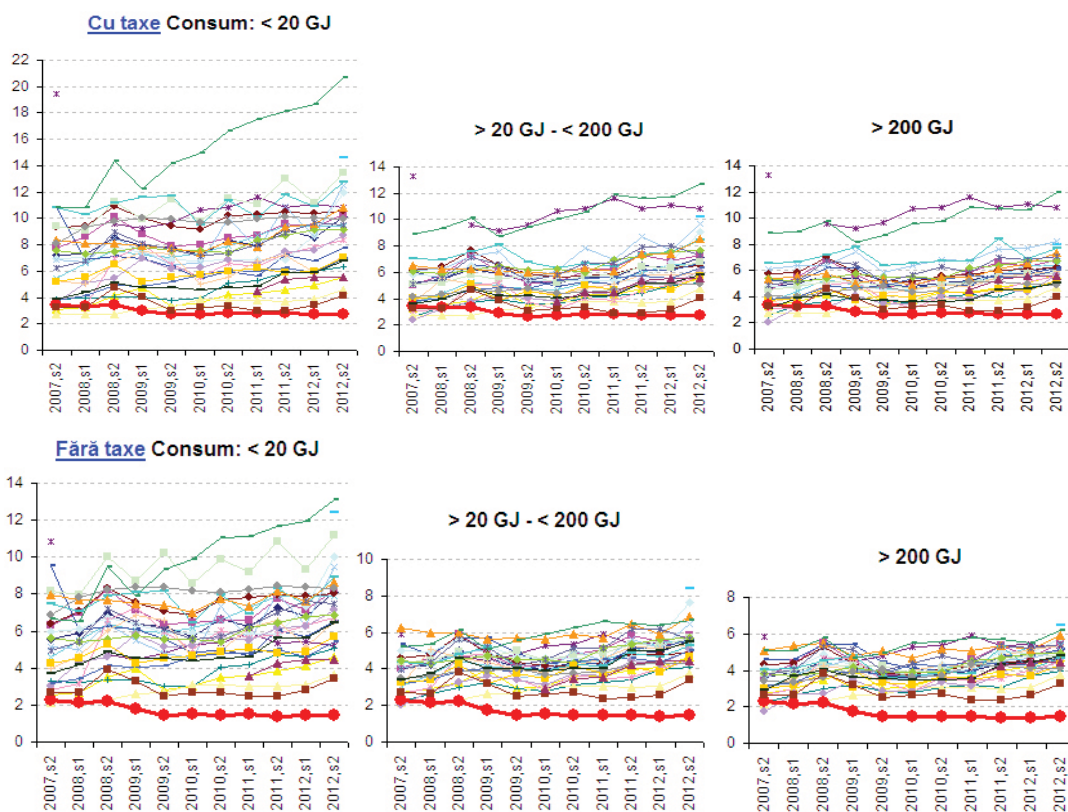 Cu taxe Consum: < 20 GJ
22
20
18
16
14
12
10
8
6
4
2
0
2007,s2
2008,s1
2008,s2
2009,s1
2009,s2
2010,s1
2010,s2
2011,s1
2011,s2
2012,s1
2012,s2
> 20 GJ - < 200 GJ
14
12
10
8
6
4
2
0
2007,s2
2008,s1
2008,s2
2009,s1
2009,s2
2010,s1
2010,s2
2011,s1
2011,s2
2012,s1
2012,s2
> 200 GJ
14
12
10
8
6
4
2
0
2007,s2
2008,s1
2008,s2
2009,s1
2009,s2
2010,s1
2010,s2
2011,s1
2011,s2
2012,s1
2012,s2
Fără taxe Consum: < 20 GJ
14
12
10
8
6
4
2
0
2007,s2
2008,s1
2008,s2
2009,s1
2009,s2
2010,s1
2010,s2
2011,s1
2011,s2
2012,s1
2012,s2
> 20 GJ - < 200 GJ
10
8
6
4
2
0
2007,s2
2008,s1
2008,s2
2009,s1
2009,s2
2010,s1
2010,s2
2011,s1
2011,s2
2012,s1
2012,s2
> 200 GJ
8
6
4
2
0
2007,s2
2008,s1
2008,s2
2009,s1
2009,s2
2010,s1
2010,s2
2011,s1
2011,s2
2012,s1
2012,s2